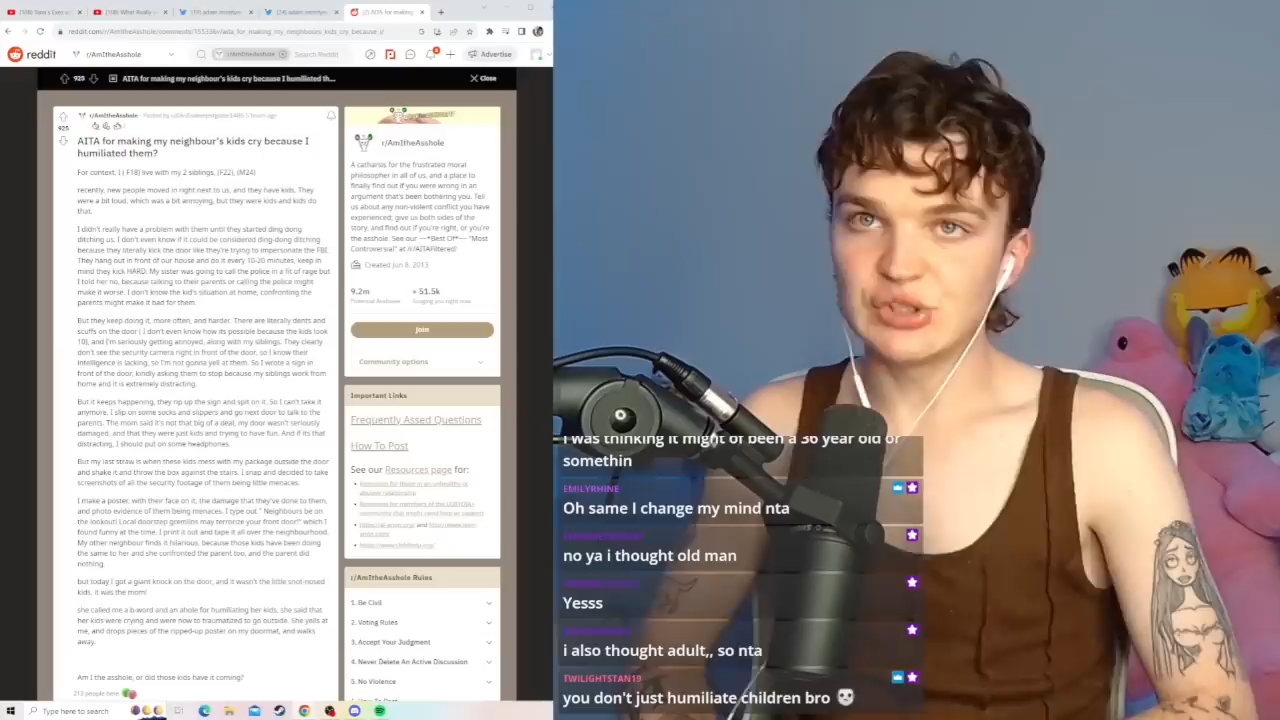 reddit
r/AmItheAsshole
r/AmItheAsshole
Search Reddit
Advertise
925
AITA for making my neighbour's kids cry because I humiliated th...
Close
r/AmItheAsshole
925
AITA for making my neighbour's kids cry because I
humiliated them?
For context, I ( F18) live with my 2 siblings, (F22), (M24)
recently, new people moved in right next to us, and they have kids. They
were a bit loud, which was a bit annoying, but they were kids and kids do
that.
I didn't really have a problem with them until they started ding dong
ditching us. I don't even know if it could be considered ding-dong ditching
because they literally kick the door like they're trying to impersonate the FBI.
They hang out in front of our house and do it every 10-20 minutes, keep in
mind they kick HARD. My sister was going to call the police in a fit of rage but
I told her no, because talking to their parents or calling the police might
make it worse. I don't know the kid's situation at home, confronting the
parents might make it bad for them.
But they keep doing it, more often, and harder. There are literally dents and
scuffs on the door ( I don't even know how its possible because the kids look
10), and I'm seriously getting annoyed, along with my siblings. They clearly
don't see the security camera right in front of the door, so I know their
intelligence is lacking, so I'm not gonna yell at them. So I wrote a sign in
front of the door, kindly asking them to stop because my siblings work from
home and it is extremely distracting.
But it keeps happening, they rip up the sign and spit on it. So I can't take it
anymore. I slip on some socks and slippers and go next door to talk to the
parents. The mom said it's not that big of a deal, my door wasn't seriously
damaged, and that they were just kids and trying to have fun. And if its that
distracting, I should put on some headphones.
But my last straw is when these kids mess with my package outside the door
and shake it and throw the box against the stairs. I snap and decided to take
screenshots of all the security footage of them being little menaces.
I make a poster, with their face on it, the damage that they've done to them,
and photo evidence of them being menaces. I type out " Neighbours be on
the lookout! Local doorstep gremlins may terrorize your front door!" which I
found funny at the time. I print it out and tape it all over the neighbourhood.
My other neighbour finds it hilarious, because those kids have been doing
the same to her and she confronted the parent too, and the parent did
nothing.
but today I got a giant knock on the door, and it wasn't the little snot-nosed
kids, it was the mom!
she called me a b-word and an ahole for humiliating her kids, she said that
her kids were crying and were now to traumatized to go outside. She yells at
me, and drops pieces of the ripped-up poster on my doormat, and walks
away.
Am I the asshole, or did those kids have it coming?
212 people here
r/AmItheAsshole
A catharsis for the frustrated moral
philosopher in all of us, and a place to
finally find out if you were wrong in an
argument that's been bothering you. Tell
us about any non-violent conflict you have
experienced; give us both sides of the
story, and find out if you're right, or you're
the asshole. See our ~~*Best Of*~~ "Most
Controversial" at /r/AITAFiltered!
Created Jun 8, 2013
9.2m
51.5k
Join
Community options
Important Links
Frequently Assed Questions
How To Post
See our Resources page for:
r/AmItheAsshole Rules
1. Be Civil
2. Voting Rules
3. Accept Your Judgment
4. Never Delete An Active Discussion
5. No Violence
Type here to search
I was thinking it might of been a 36 year old or
somethin
EMILYRHINE
Oh same I change my mind nta
no ya i thought old man
Yesss
i also thought adult,, so nta
TWILIGHTSTAN19
you don't just humiliate children bro 💀